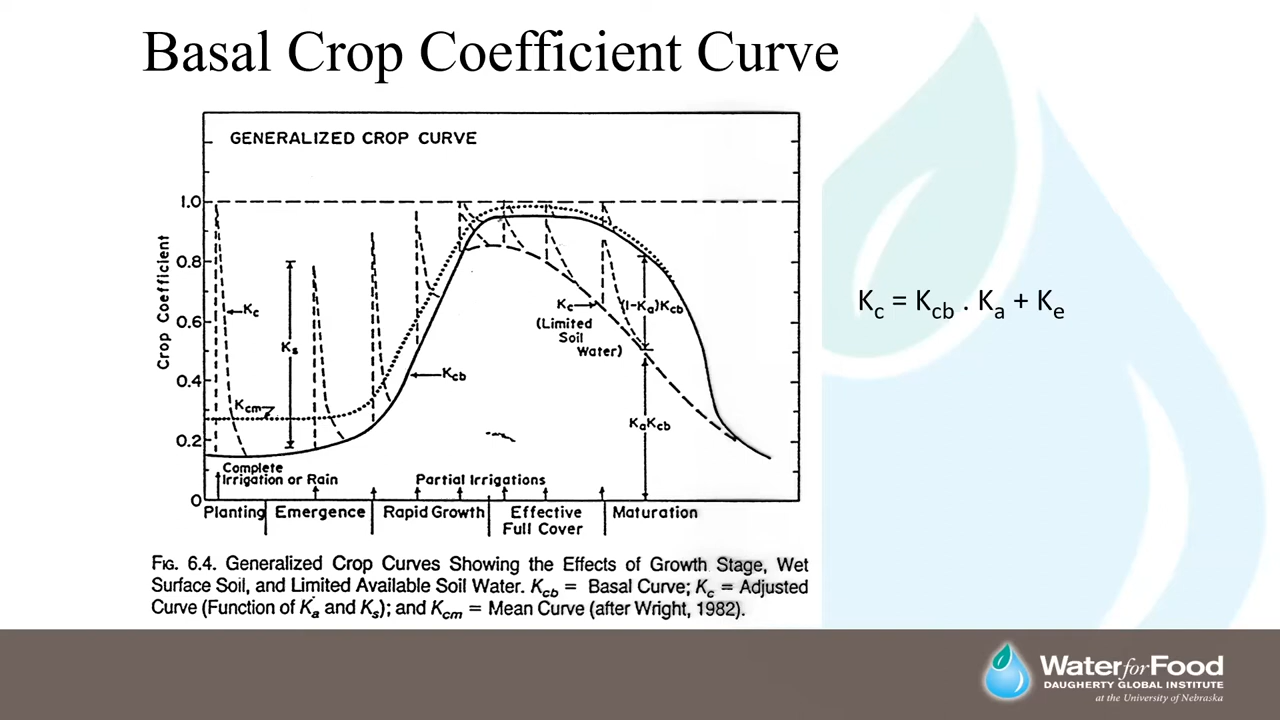 Basal Crop Coefficient Curve
GENERALIZED CROP CURVE
1.0
0.8
0.6
0.4
0.2
0
Crop Coefficient
Kc
Ks
Kcm
Kcb
Kc
(Limited
Soil
Water)
(1-Ka)Kcb
KaKcb
Complete
Irrigation or Rain
Partial Irrigations
Planting
Emergence
Rapid Growth
Effective
Full Cover
Maturation
Kc = Kcb . Ka + Ke
FIG. 6.4. Generalized Crop Curves Showing the Effects of Growth Stage, Wet
Surface Soil, and Limited Available Soil Water. Kcb = Basal Curve; Kc = Adjusted
Curve (Function of Ka and Ks); and Kcm = Mean Curve (after Wright, 1982).
Water for Food
DAUGHERTY GLOBAL INSTITUTE
at the University of Nebraska